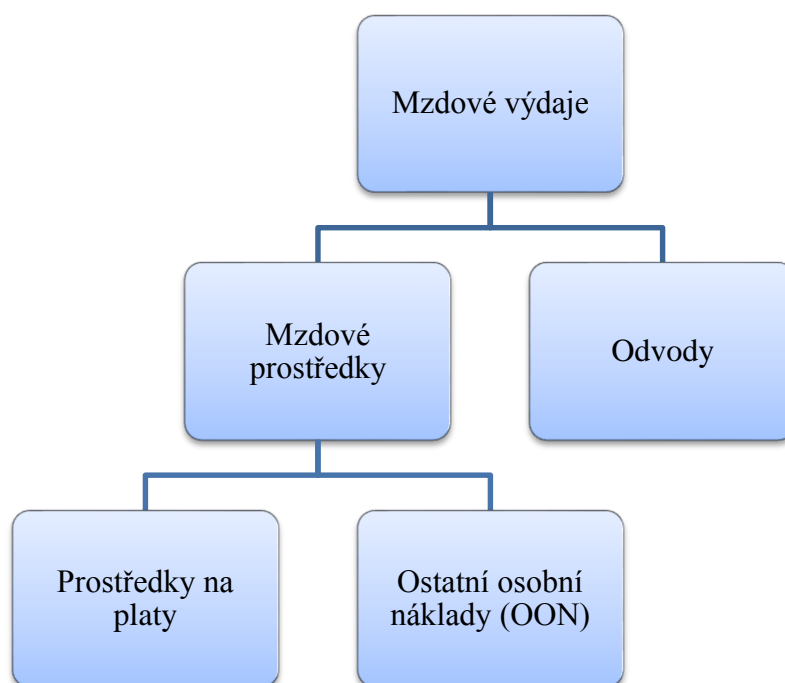 Mzdové výdaje
Mzdové
prostředky
Odvody
Prostředky na
platy
Ostatní osobní
náklady (OON)